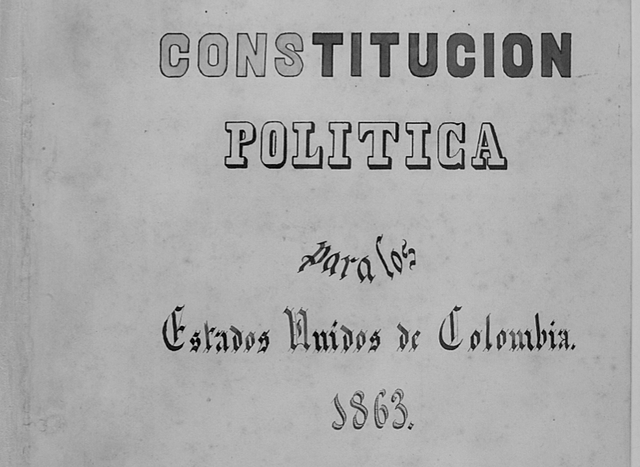 CONSTITUCION
POLITICA
para los
Estados Unidos de Colombia.
1863.